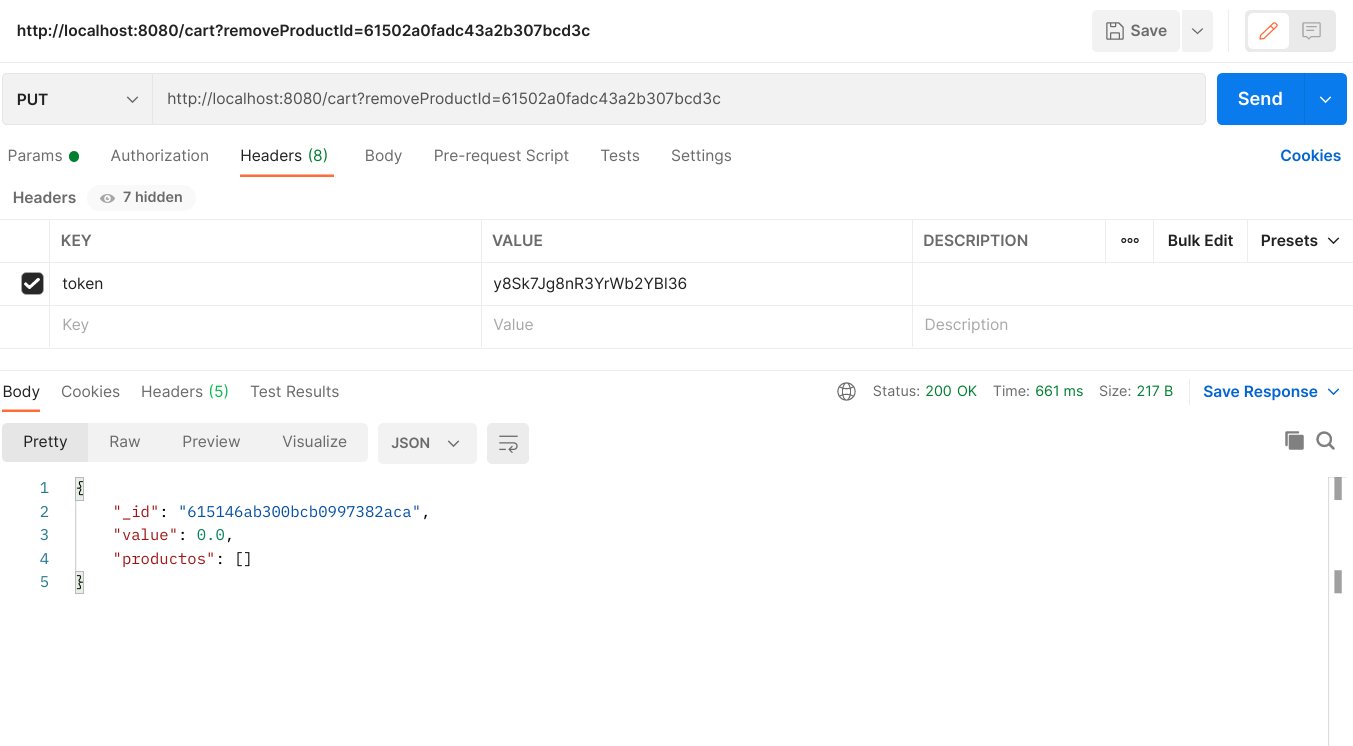 http://localhost:8080/cart?removeProductId=61502a0fadc43a2b307bcd3c
Save
PUT
http://localhost:8080/cart?removeProductId=61502a0fadc43a2b307bcd3c
Send
Params Authorization Headers (8) Body Pre-request Script Tests Settings Cookies
Headers 7 hidden
KEY VALUE DESCRIPTION ooo Bulk Edit Presets
token y8Sk7Jg8nR3YrWb2YBI36
Key Value Description
Body Cookies Headers (5) Test Results Status: 200 OK Time: 661 ms Size: 217 B Save Response
Pretty Raw Preview Visualize JSON
1 {
2 "_id": "615146ab300bcb0997382aca",
3 "value": 0.0,
4 "productos": []
5 }